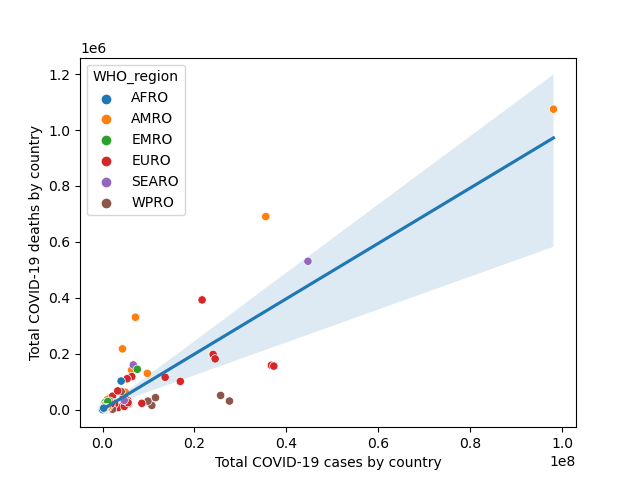 1e6
WHO_region
AFRO
AMRO
EMRO
EURO
SEARO
WPRO
1.2
1.0
0.8
0.6
0.4
0.2
0.0
Total COVID-19 deaths by country
0.0 0.2 0.4 0.6 0.8 1.0
1e8
Total COVID-19 cases by country